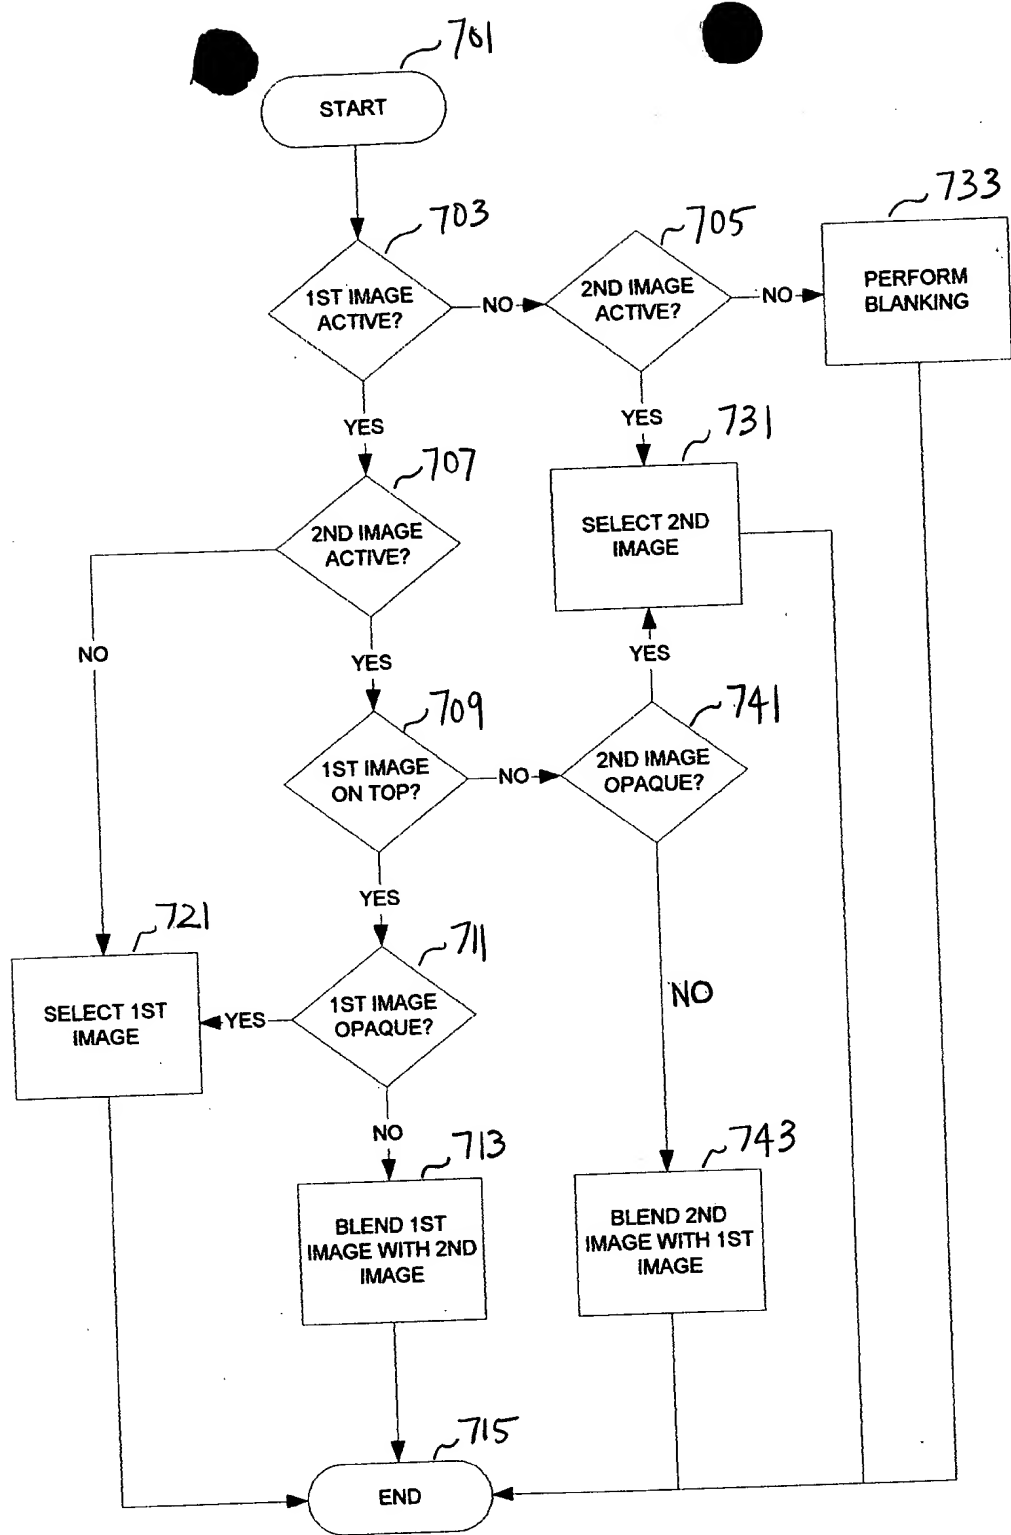 701
START
703
705
733
1ST IMAGE
ACTIVE?
NO
2ND IMAGE
ACTIVE?
NO
PERFORM
BLANKING
YES
YES
731
707
2ND IMAGE
ACTIVE?
SELECT 2ND
IMAGE
NO
YES
YES
709
741
1ST IMAGE
ON TOP?
NO
2ND IMAGE
OPAQUE?
YES
721
711
SELECT 1ST
IMAGE
YES
1ST IMAGE
OPAQUE?
NO
NO
713
743
BLEND 1ST
IMAGE WITH 2ND
IMAGE
BLEND 2ND
IMAGE WITH 1ST
IMAGE
715
END